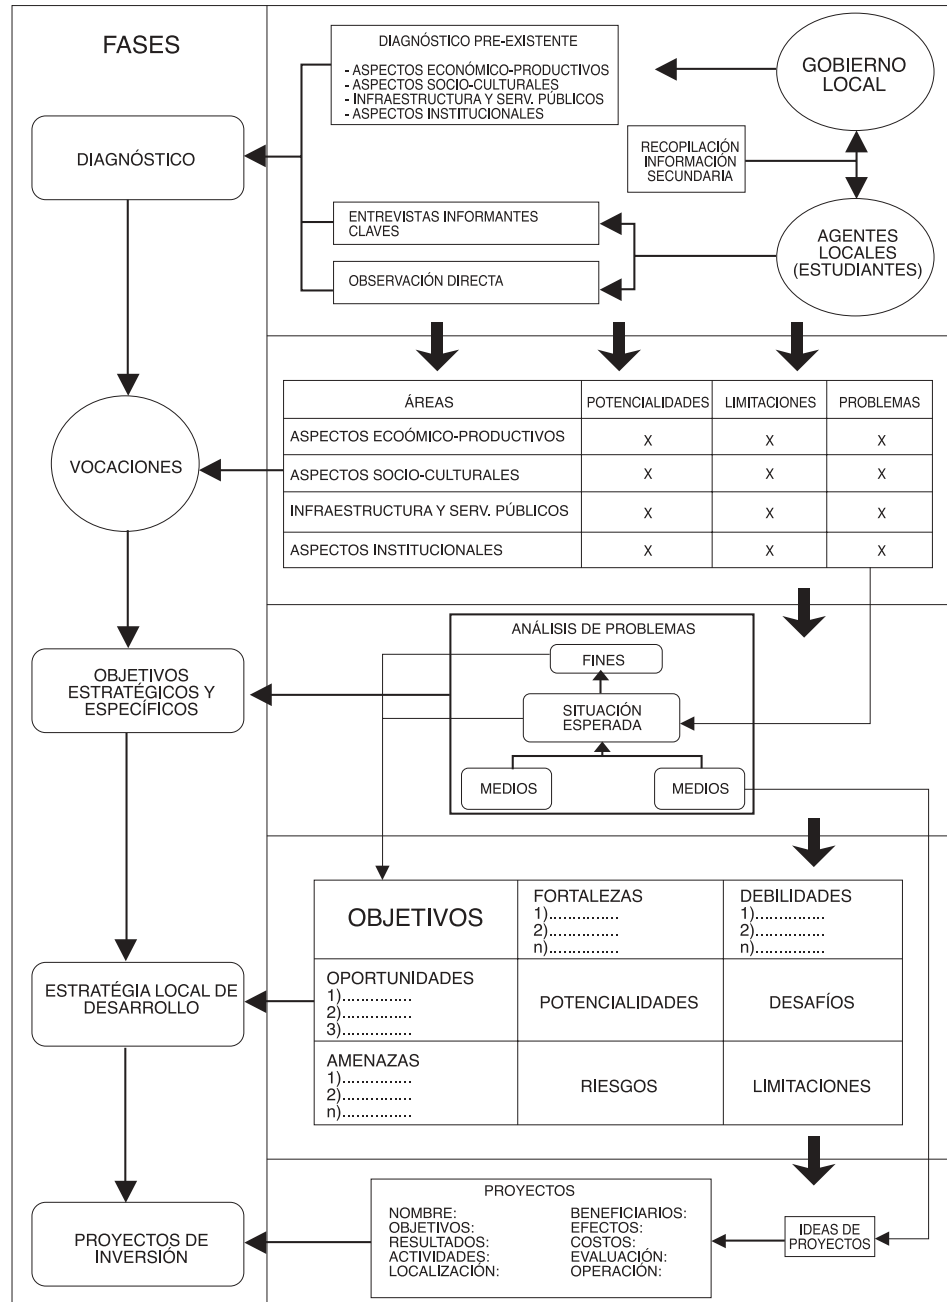 FASES
DIAGNÓSTICO PRE-EXISTENTE
- ASPECTOS ECONÓMICO-PRODUCTIVOS
- ASPECTOS SOCIO-CULTURALES
- INFRAESTRUCTURA Y SERV. PÚBLICOS
- ASPECTOS INSTITUCIONALES
GOBIERNO
LOCAL
DIAGNÓSTICO
RECOPILACIÓN
INFORMACIÓN
SECUNDARIA
ENTREVISTAS INFORMANTES
CLAVES
OBSERVACIÓN DIRECTA
AGENTES
LOCALES
(ESTUDIANTES)
ÁREAS POTENCIALIDADES LIMITACIONES PROBLEMAS
ASPECTOS ECOÓMICO-PRODUCTIVOS X X X
ASPECTOS SOCIO-CULTURALES X X X
INFRAESTRUCTURA Y SERV. PÚBLICOS X X X
ASPECTOS INSTITUCIONALES X X X
VOCACIONES
ANÁLISIS DE PROBLEMAS
FINES
SITUACIÓN
ESPERADA
MEDIOS MEDIOS
OBJETIVOS
ESTRATÉGICOS Y
ESPECÍFICOS
OBJETIVOS
FORTALEZAS
1)..............
2)..............
n)..............
DEBILIDADES
1)..............
2)..............
n)..............
OPORTUNIDADES
1)..............
2)..............
3)..............
POTENCIALIDADES DESAFÍOS
AMENAZAS
1)..............
2)..............
n)..............
RIESGOS LIMITACIONES
ESTRATÉGIA LOCAL DE
DESARROLLO
PROYECTOS
NOMBRE: BENEFICIARIOS:
OBJETIVOS: EFECTOS:
RESULTADOS: COSTOS:
ACTIVIDADES: EVALUACIÓN:
LOCALIZACIÓN: OPERACIÓN:
IDEAS DE
PROYECTOS
PROYECTOS DE
INVERSIÓN